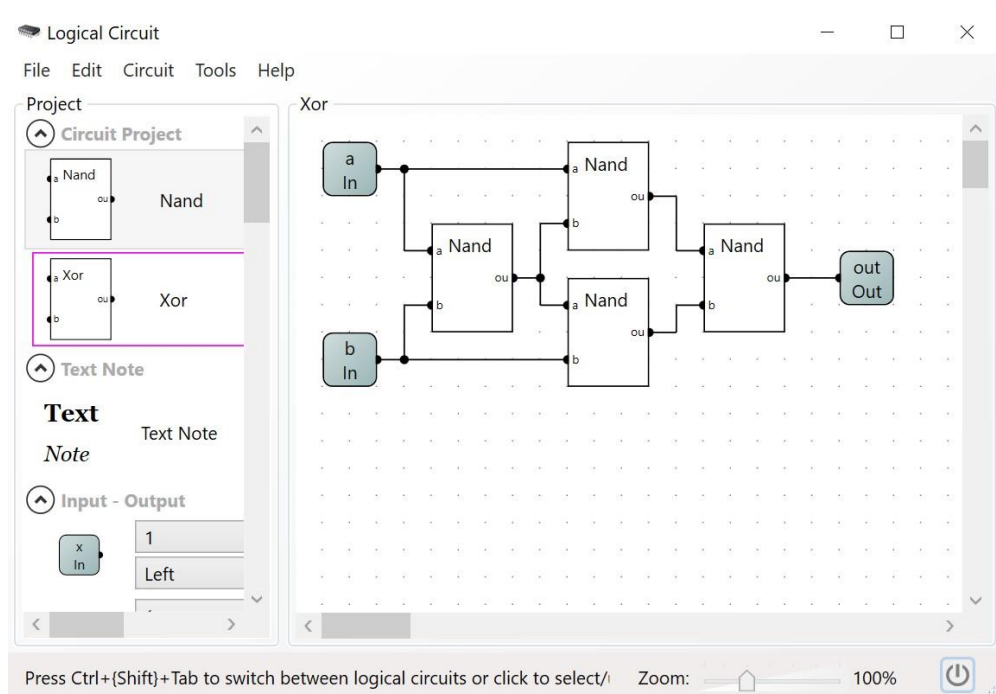 Logical Circuit
File Edit Circuit Tools Help
Project
Circuit Project
Nand
a
ou
b
Nand
Xor
a
ou
b
Xor
Text Note
Text
Note
Text Note
Input - Output
x
In
1
Left
Xor
a
In
b
In
Nand
a
b
ou
Nand
a
b
ou
Nand
a
b
ou
Nand
a
b
ou
out
Out
Press Ctrl+{Shift}+Tab to switch between logical circuits or click to select/
Zoom: 100%